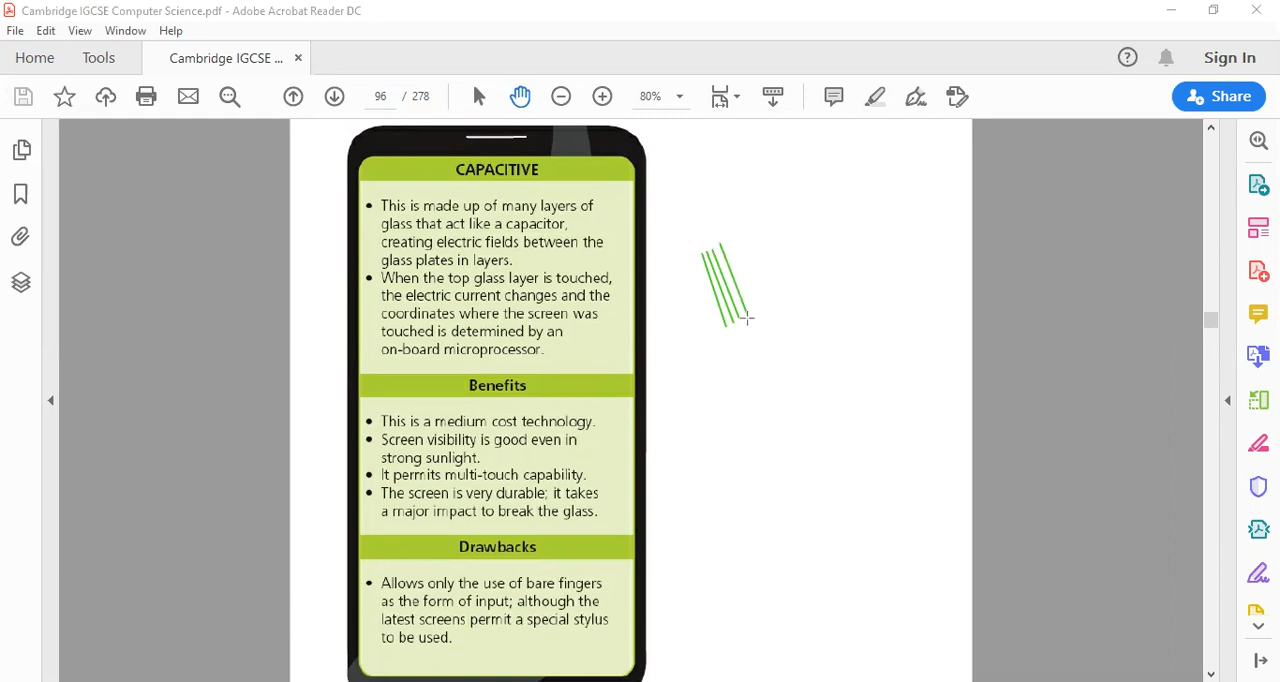 Cambridge IGCSE Computer Science.pdf - Adobe Acrobat Reader DC
File Edit View Window Help
Home Tools Cambridge IGCSE ... × Sign In
96 / 278 80% Share
CAPACITIVE
• This is made up of many layers of
glass that act like a capacitor,
creating electric fields between the
glass plates in layers.
• When the top glass layer is touched,
the electric current changes and the
coordinates where the screen was
touched is determined by an
on-board microprocessor.
Benefits
• This is a medium cost technology.
• Screen visibility is good even in
strong sunlight.
• It permits multi-touch capability.
• The screen is very durable; it takes
a major impact to break the glass.
Drawbacks
• Allows only the use of bare fingers
as the form of input; although the
latest screens permit a special stylus
to be used.